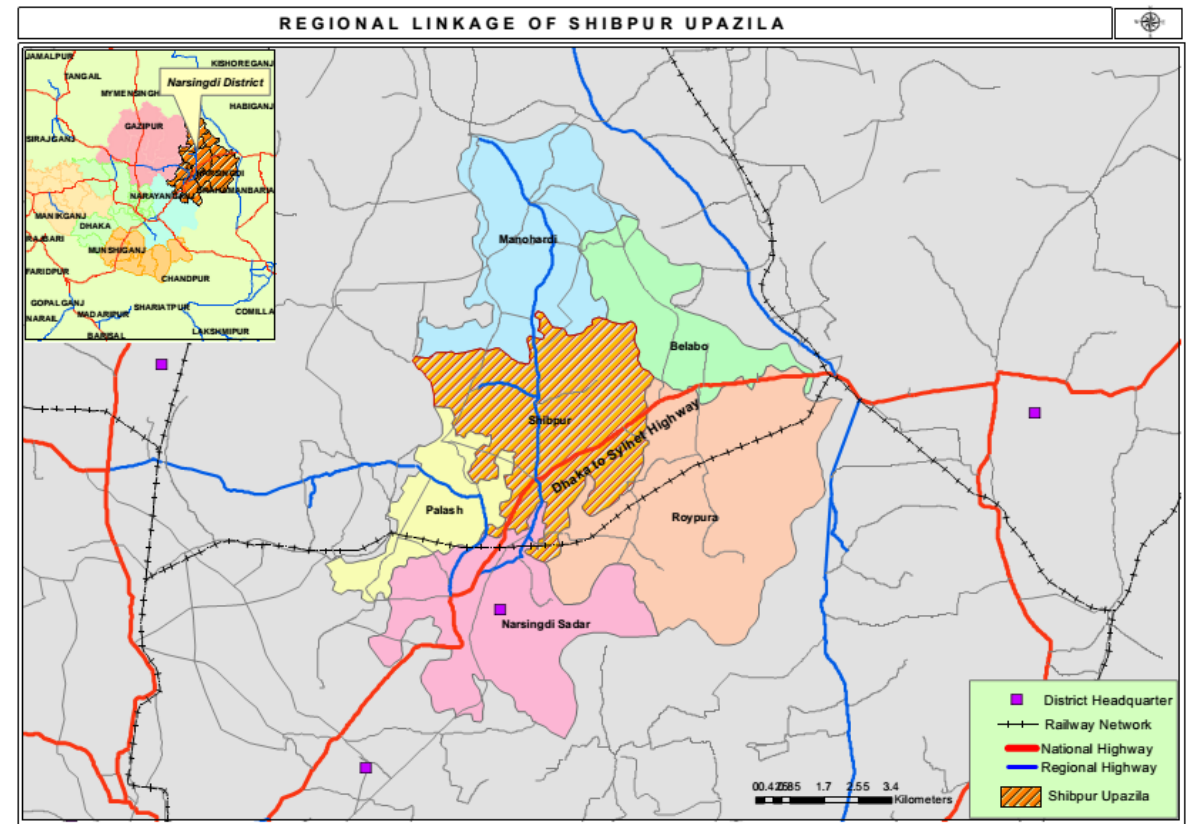 REGIONAL LINKAGE OF SHIBPUR UPAZILA
JAMALPUR
KISHOREGANJ
TANGAIL
Narsingdi District
MYMENSINGH
HABIGANJ
GAZIPUR
SIRAJGANJ
NARSINGDI
BRAHAMANBARIA
NARAYANGANJ
MANIKGANJ
DHAKA
RAJBARI
MUNSHIGANJ
FARIDPUR
CHANDPUR
GOPALGANJ
SHARIATPUR
NARAIL
MADARIPUR
COMILLA
BARISAL
LAKSHMIPUR
Manohardi
Belabo
Shibpur
Dhaka to Sylhet Highway
Palash
Roypura
Narsingdi Sadar
District Headquarter
Railway Network
National Highway
Regional Highway
Shibpur Upazila
1.7 2.55 3.4
Kilometers